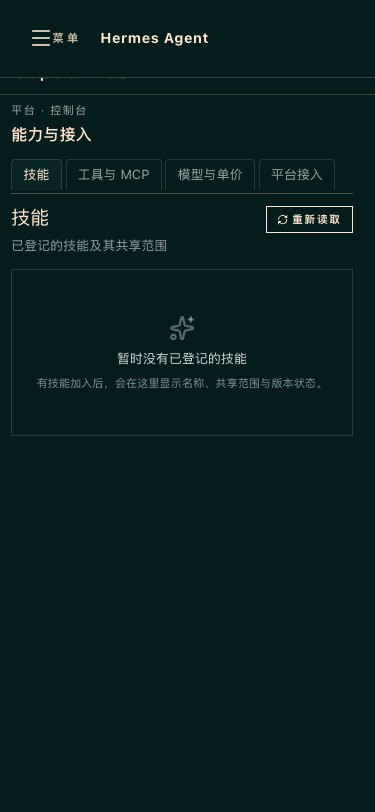 菜单
Hermes Agent
平台 · 控制台
能力与接入
技能
工具与 MCP
模型与单价
平台接入
技能
重新读取
已登记的技能及其共享范围
暂时没有已登记的技能
有技能加入后，会在这里显示名称、共享范围与版本状态。